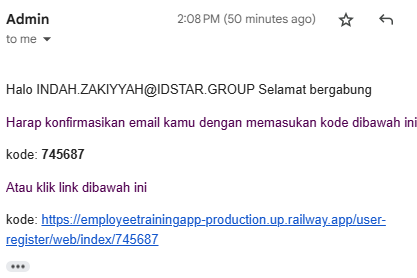 Admin
2:08 PM (50 minutes ago)
to me
Halo INDAH.ZAKIYYAH@IDSTAR.GROUP Selamat bergabung
Harap konfirmasikan email kamu dengan memasukan kode dibawah ini
kode: 745687
Atau klik link dibawah ini
kode: https://employeetrainingapp-production.up.railway.app/user-
register/web/index/745687